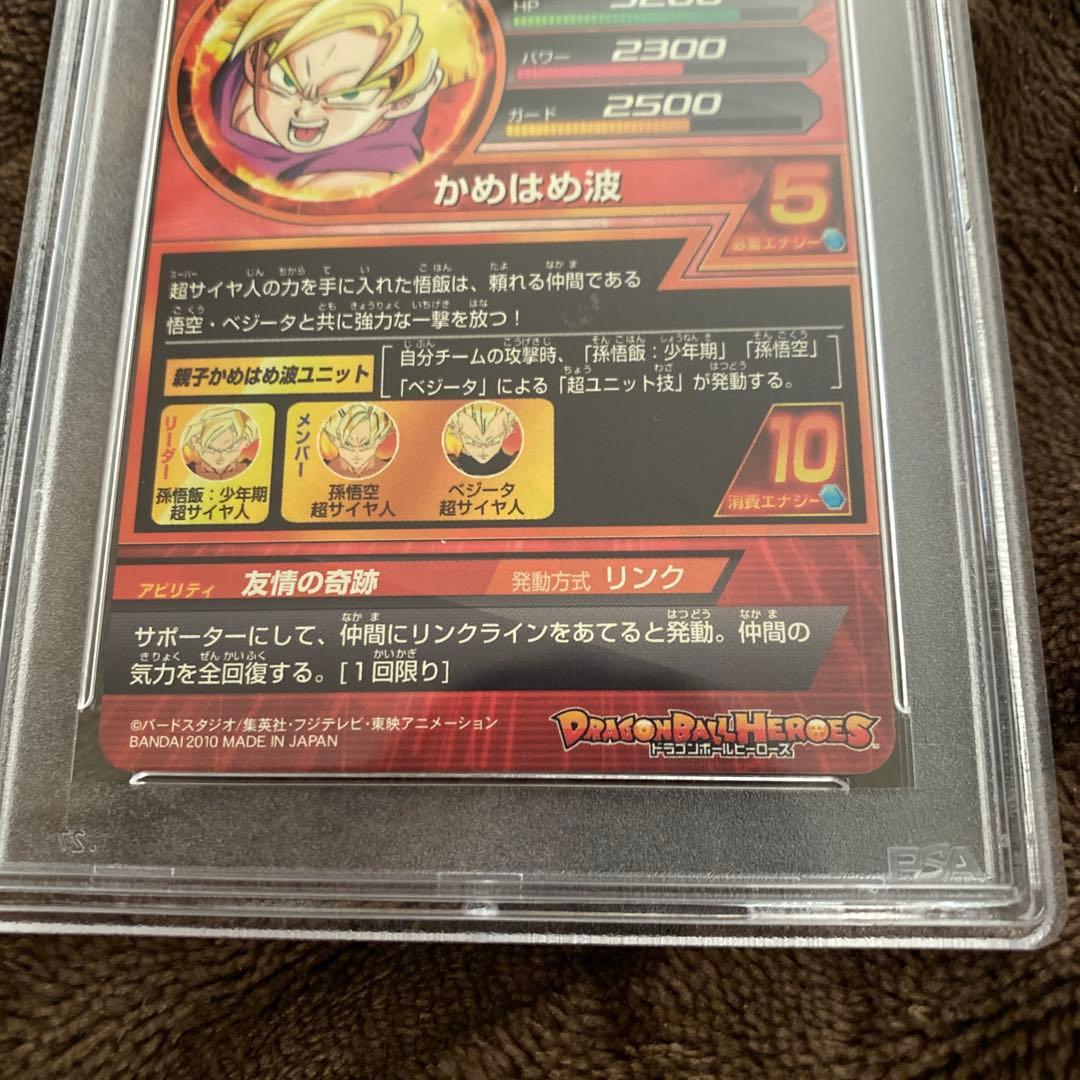 HP 3200
パワー 2300
ガード 2500
かめはめ波
5
必要エナジー
超サイヤ人の力を手に入れた悟飯は、頼れる仲間である
悟空・ベジータと共に強力な一撃を放つ！
親子かめはめ波ユニット
自分チームの攻撃時、「孫悟飯：少年期」「孫悟空」
「ベジータ」による「超ユニット技」が発動する。
リーダー
孫悟飯：少年期
超サイヤ人
メンバー
孫悟空
超サイヤ人
ベジータ
超サイヤ人
10
消費エナジー
アビリティ 友情の奇跡 発動方式 リンク
サポーターにして、仲間にリンクラインをあてると発動。仲間の
気力を全回復する。[1回限り]
©バードスタジオ/集英社・フジテレビ・東映アニメーション
BANDAI 2010 MADE IN JAPAN
DRAGONBALL HEROES
ドラゴンボールヒーローズ
PSA